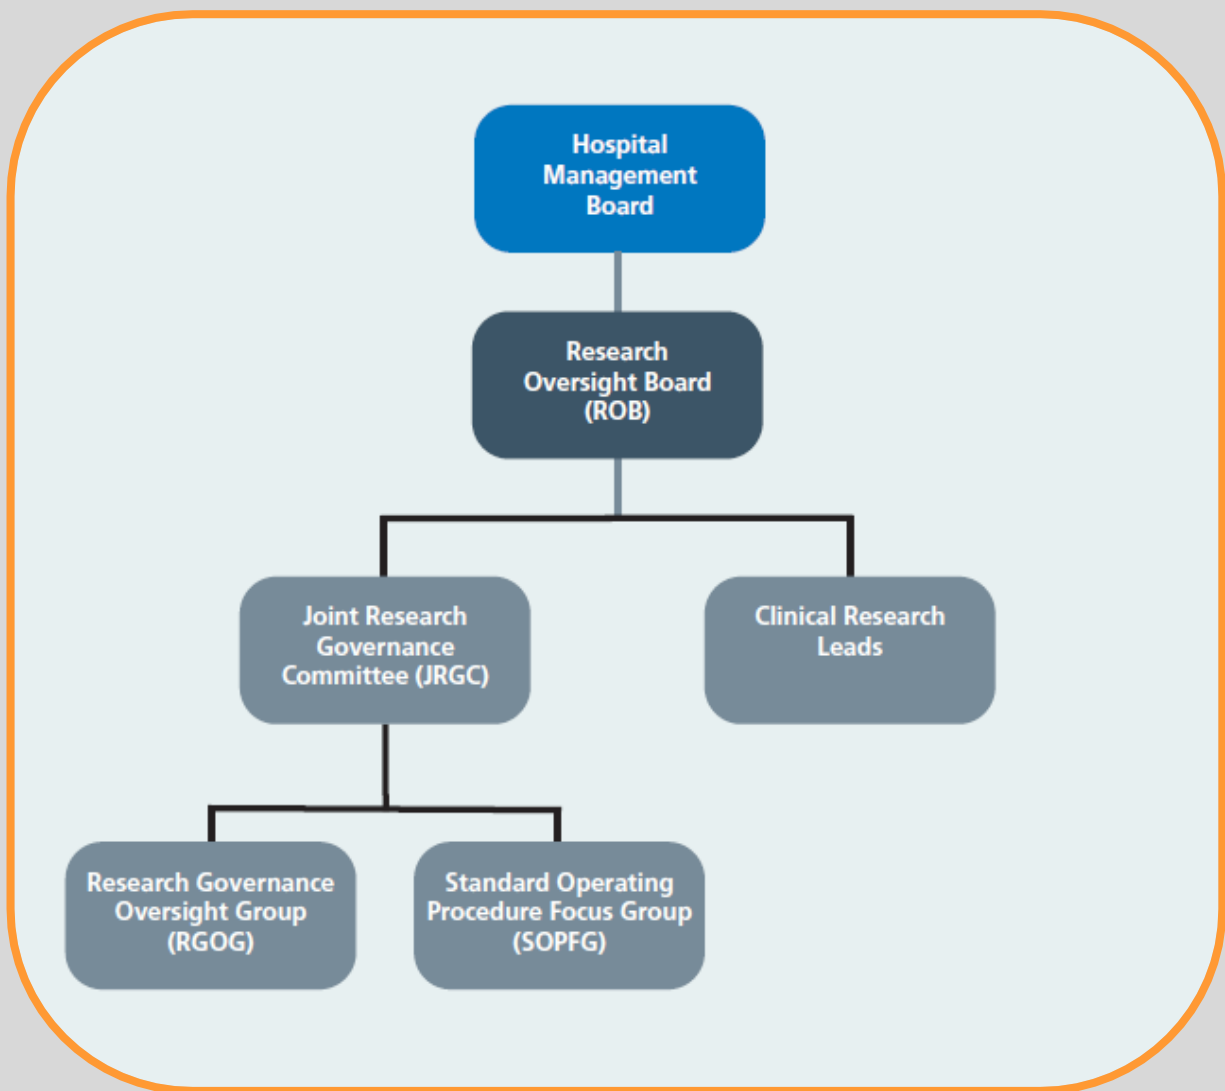 Hospital
Management
Board
Research
Oversight Board
(ROB)
Joint Research
Governance
Committee (JRGC)
Clinical Research
Leads
Research Governance
Oversight Group
(RGOG)
Standard Operating
Procedure Focus Group
(SOPFG)